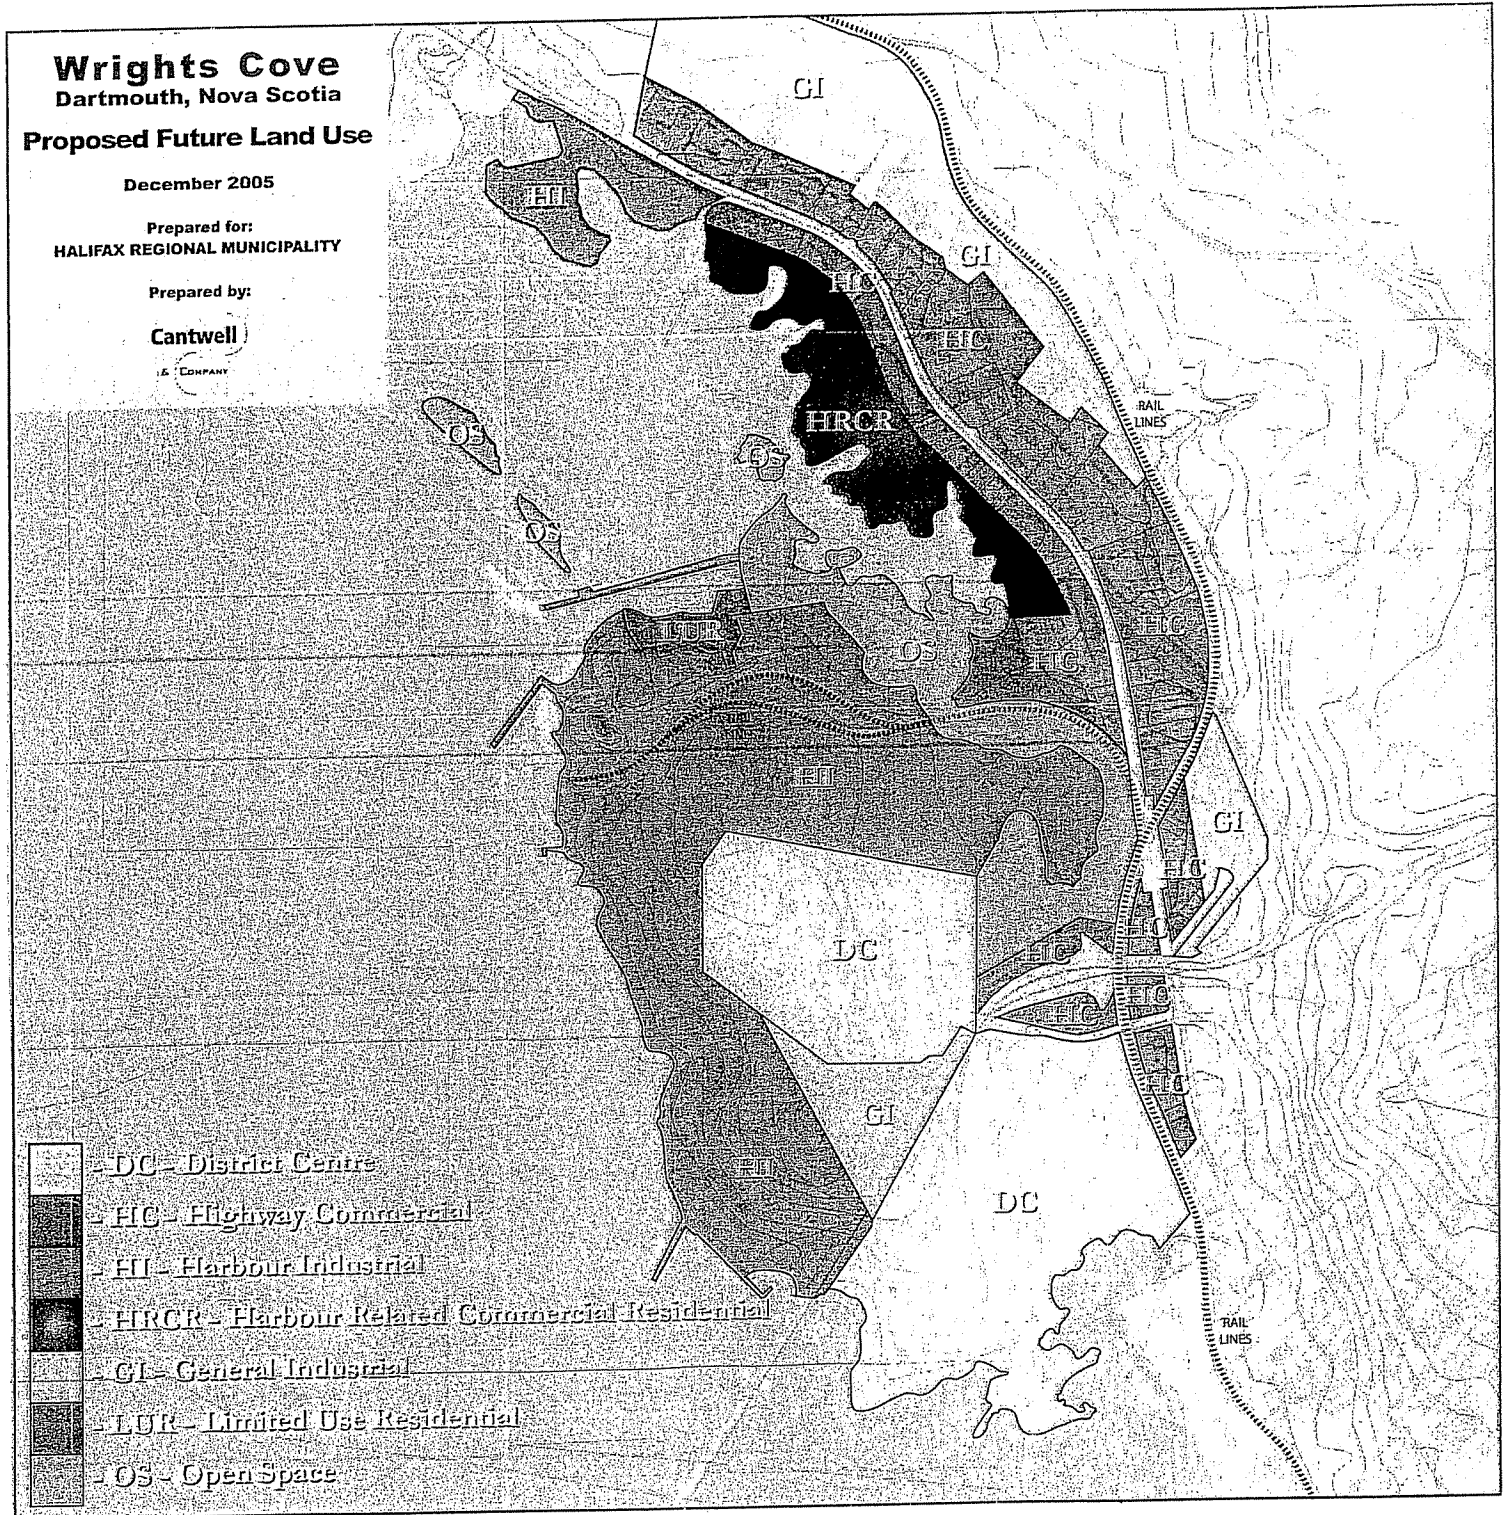 Wrights Cove
Dartmouth, Nova Scotia
Proposed Future Land Use
December 2005
Prepared for:
HALIFAX REGIONAL MUNICIPALITY
Prepared by:
Cantwell
& COMPANY
GI
HI
GI
HC
HC
RAIL
LINES
HRCR
OS
OS
OS
HC
LUR
OS
HC
HI
GI
HC
DC
HC
HC
HC
HC
HC
GI
HI
DC
RAIL
LINES
- DC - District Centre
- HC - Highway Commercial
- HI - Harbour Industrial
- HRCR - Harbour Related Commercial Residential
- GI - General Industrial
- LUR - Limited Use Residential
- OS - Open Space